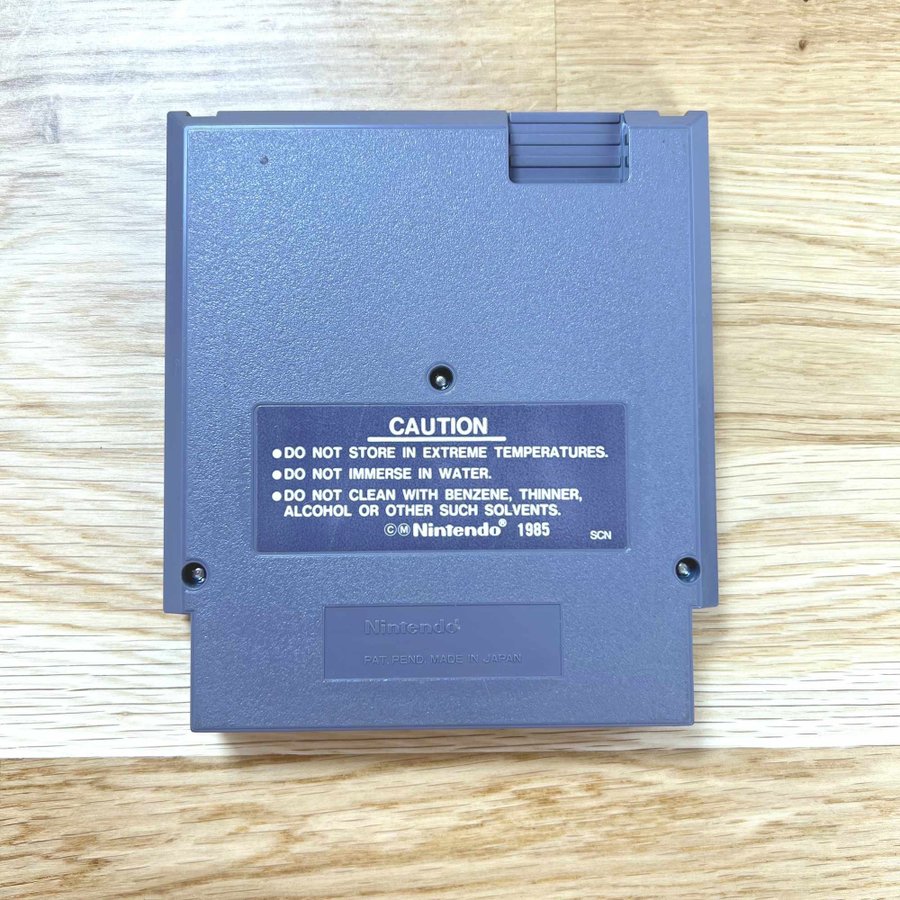 CAUTION
●DO NOT STORE IN EXTREME TEMPERATURES.
●DO NOT IMMERSE IN WATER.
●DO NOT CLEAN WITH BENZENE, THINNER,
ALCOHOL OR OTHER SUCH SOLVENTS.
ⒸⓂNintendo® 1985 SCN
Nintendo
PAT. PEND. MADE IN JAPAN